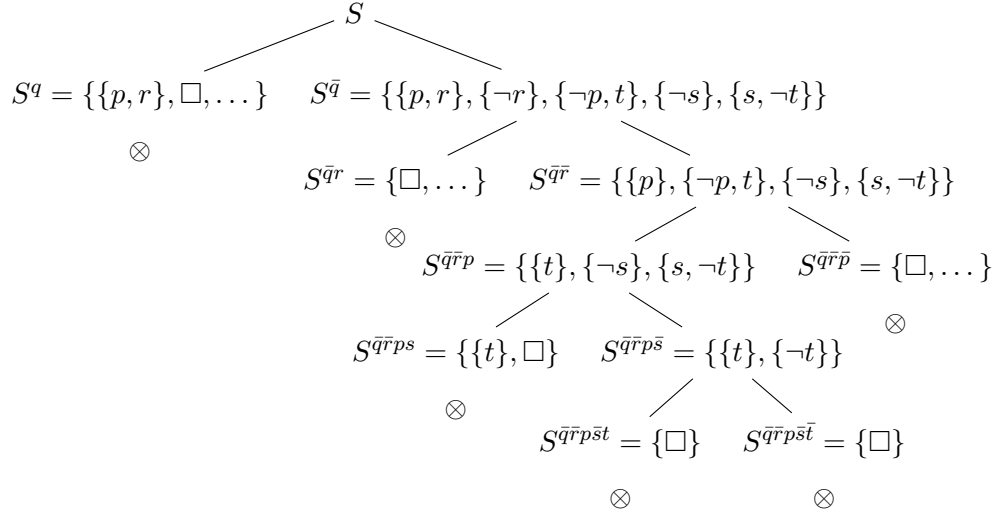 S
S^q = {{p, r}, □, . . . } S^q̄ = {{p, r}, {¬r}, {¬p, t}, {¬s}, {s, ¬t}}
⊗
S^q̄r = {□, . . . } S^q̄r̄ = {{p}, {¬p, t}, {¬s}, {s, ¬t}}
⊗
S^q̄r̄p = {{t}, {¬s}, {s, ¬t}} S^q̄r̄p̄ = {□, . . . }
⊗
S^q̄r̄ps = {{t}, □} S^q̄r̄ps̄ = {{t}, {¬t}}
⊗
S^q̄r̄ps̄t = {□} S^q̄r̄ps̄t̄ = {□}
⊗ ⊗